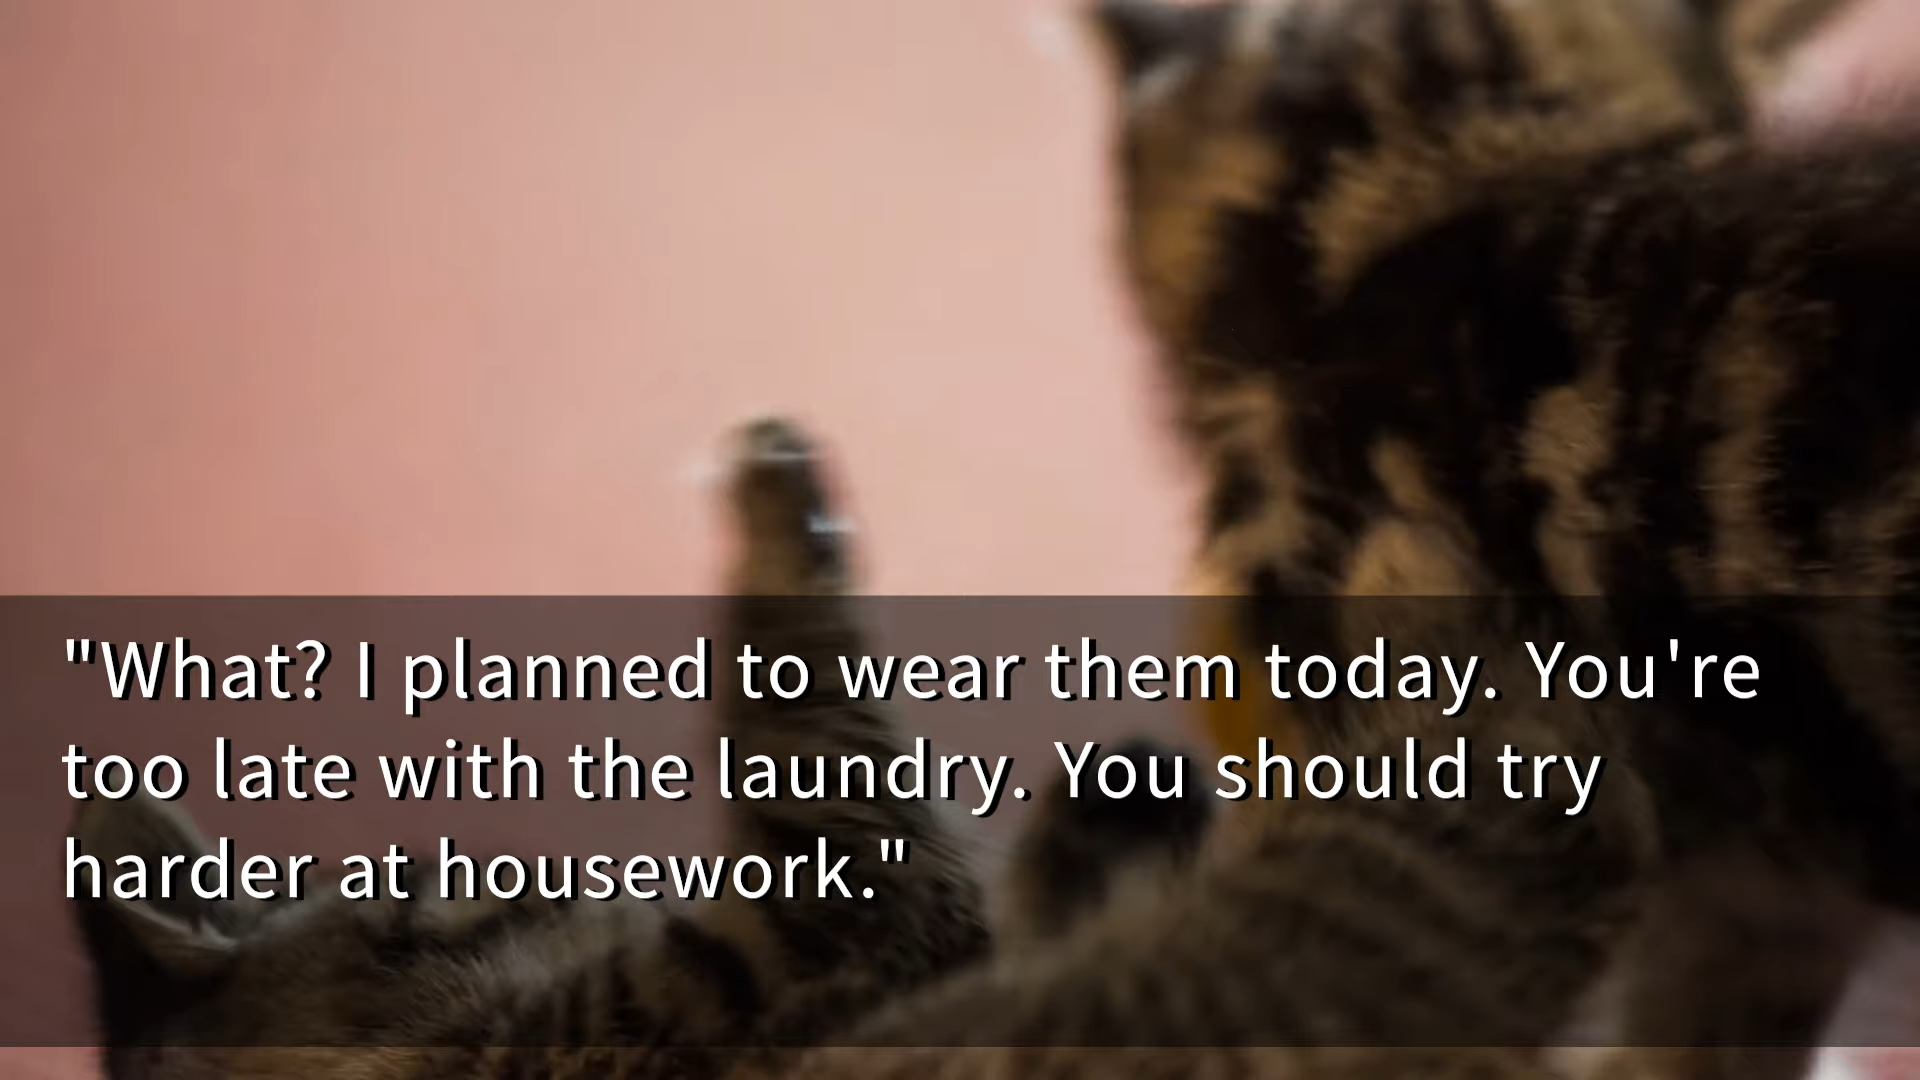 "What? I planned to wear them today. You're
too late with the laundry. You should try
harder at housework."